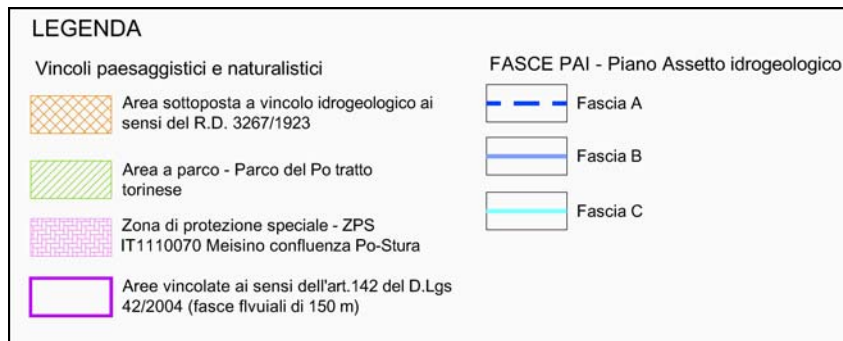 LEGENDA
Vincoli paesaggistici e naturalistici
Area sottoposta a vincolo idrogeologico ai
sensi del R.D. 3267/1923
Area a parco - Parco del Po tratto
torinese
Zona di protezione speciale - ZPS
IT1110070 Meisino confluenza Po-Stura
Aree vincolate ai sensi dell'art.142 del D.Lgs
42/2004 (fasce flvuiali di 150 m)
FASCE PAI - Piano Assetto idrogeologico
Fascia A
Fascia B
Fascia C